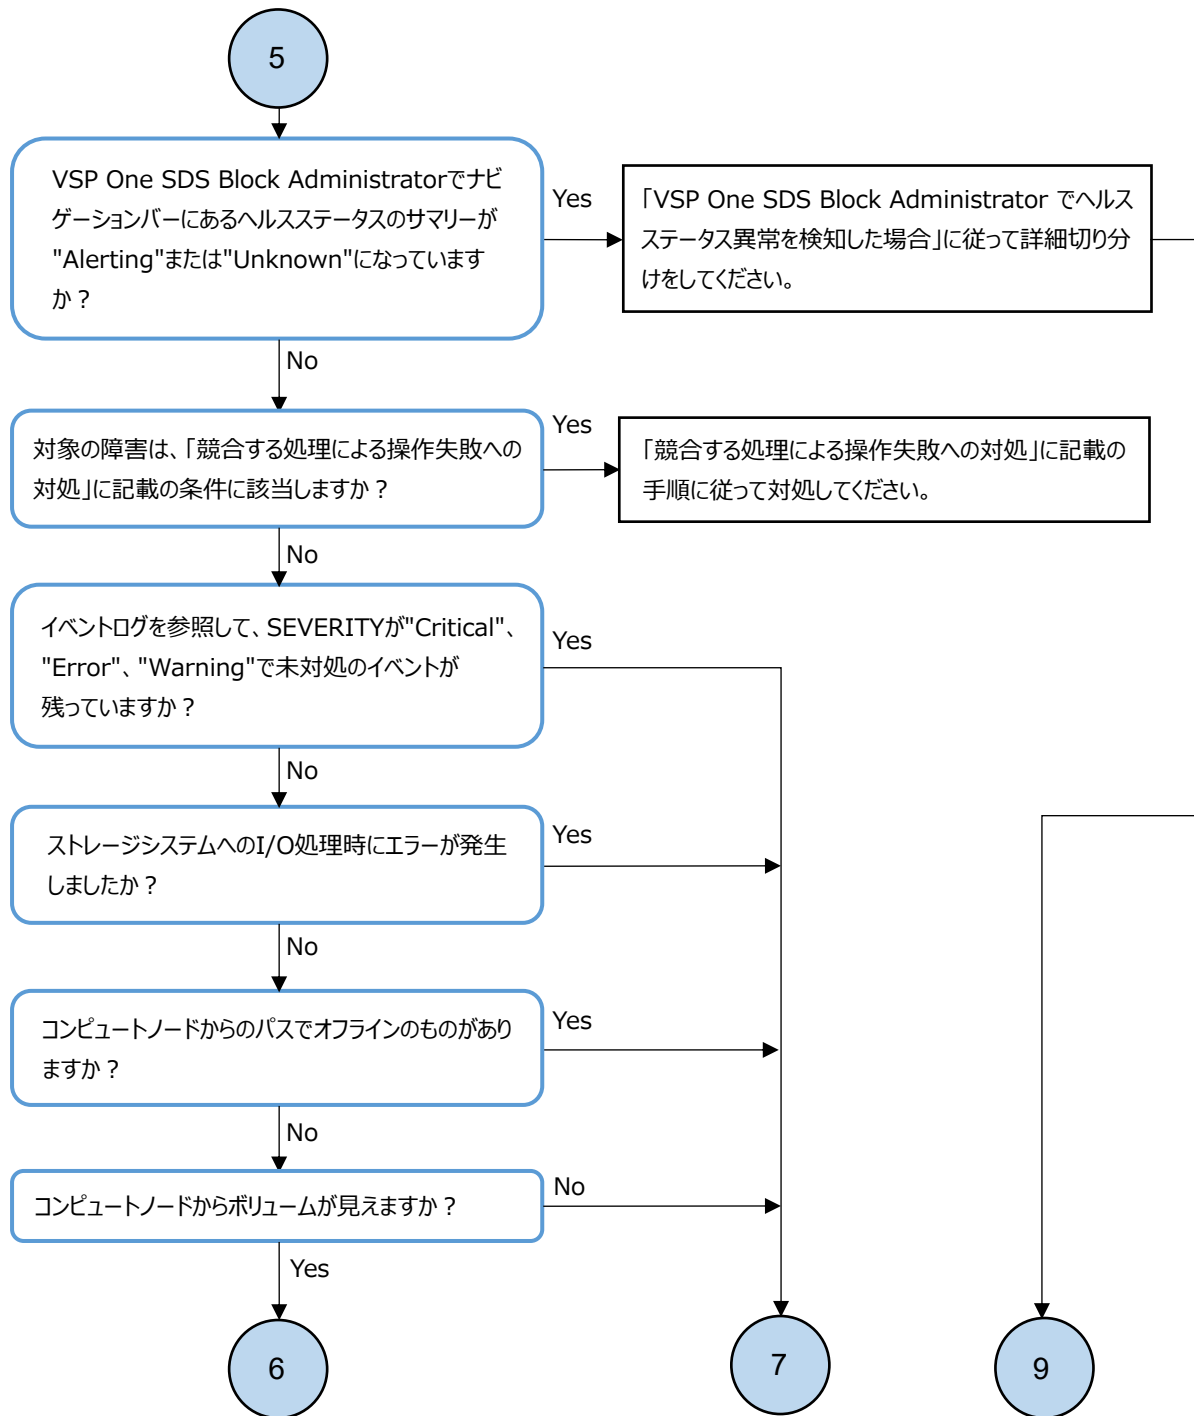 5
VSP One SDS Block Administratorでナビ
ゲーションバーにあるヘルスステータスのサマリーが
"Alerting"または"Unknown"になっています
か？
Yes
「VSP One SDS Block Administrator でヘルス
ステータス異常を検知した場合」に従って詳細切り分
けをしてください。
No
対象の障害は、「競合する処理による操作失敗への
対処」に記載の条件に該当しますか？
Yes
「競合する処理による操作失敗への対処」に記載の
手順に従って対処してください。
No
イベントログを参照して、SEVERITYが"Critical"、
"Error"、"Warning"で未対処のイベントが
残っていますか？
Yes
No
ストレージシステムへのI/O処理時にエラーが発生
しましたか？
Yes
No
コンピュートノードからのパスでオフラインのものがあり
ますか？
Yes
No
コンピュートノードからボリュームが見えますか？
No
Yes
6
7
9